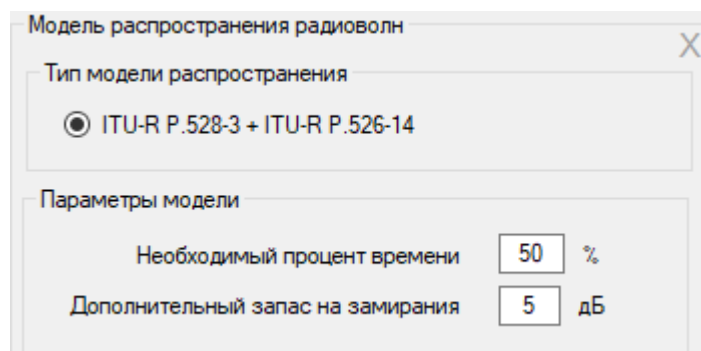 Модель распространения радиоволн
X
Тип модели распространения
ITU-R P.528-3 + ITU-R P.526-14
Параметры модели
Необходимый процент времени 50 %
Дополнительный запас на замирания 5 дБ